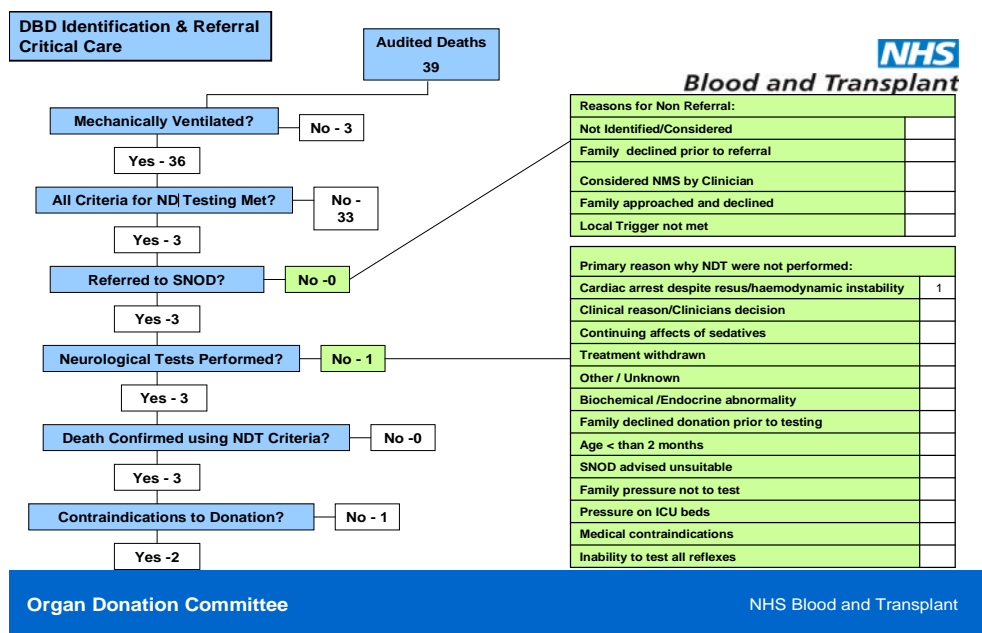 DBD Identification & Referral
Critical Care
Audited Deaths
39
NHS
Blood and Transplant
Mechanically Ventilated?
No - 3
Yes - 36
All Criteria for ND Testing Met?
No -
33
Yes - 3
Referred to SNOD?
No -0
Yes -3
Neurological Tests Performed?
No - 1
Yes - 3
Death Confirmed using NDT Criteria?
No -0
Yes - 3
Contraindications to Donation?
No - 1
Yes -2
Reasons for Non Referral:
Not Identified/Considered
Family declined prior to referral
Considered NMS by Clinician
Family approached and declined
Local Trigger not met
Primary reason why NDT were not performed:
Cardiac arrest despite resus/haemodynamic instability 1
Clinical reason/Clinicians decision
Continuing affects of sedatives
Treatment withdrawn
Other / Unknown
Biochemical /Endocrine abnormality
Family declined donation prior to testing
Age < than 2 months
SNOD advised unsuitable
Family pressure not to test
Pressure on ICU beds
Medical contraindications
Inability to test all reflexes
Organ Donation Committee
NHS Blood and Transplant